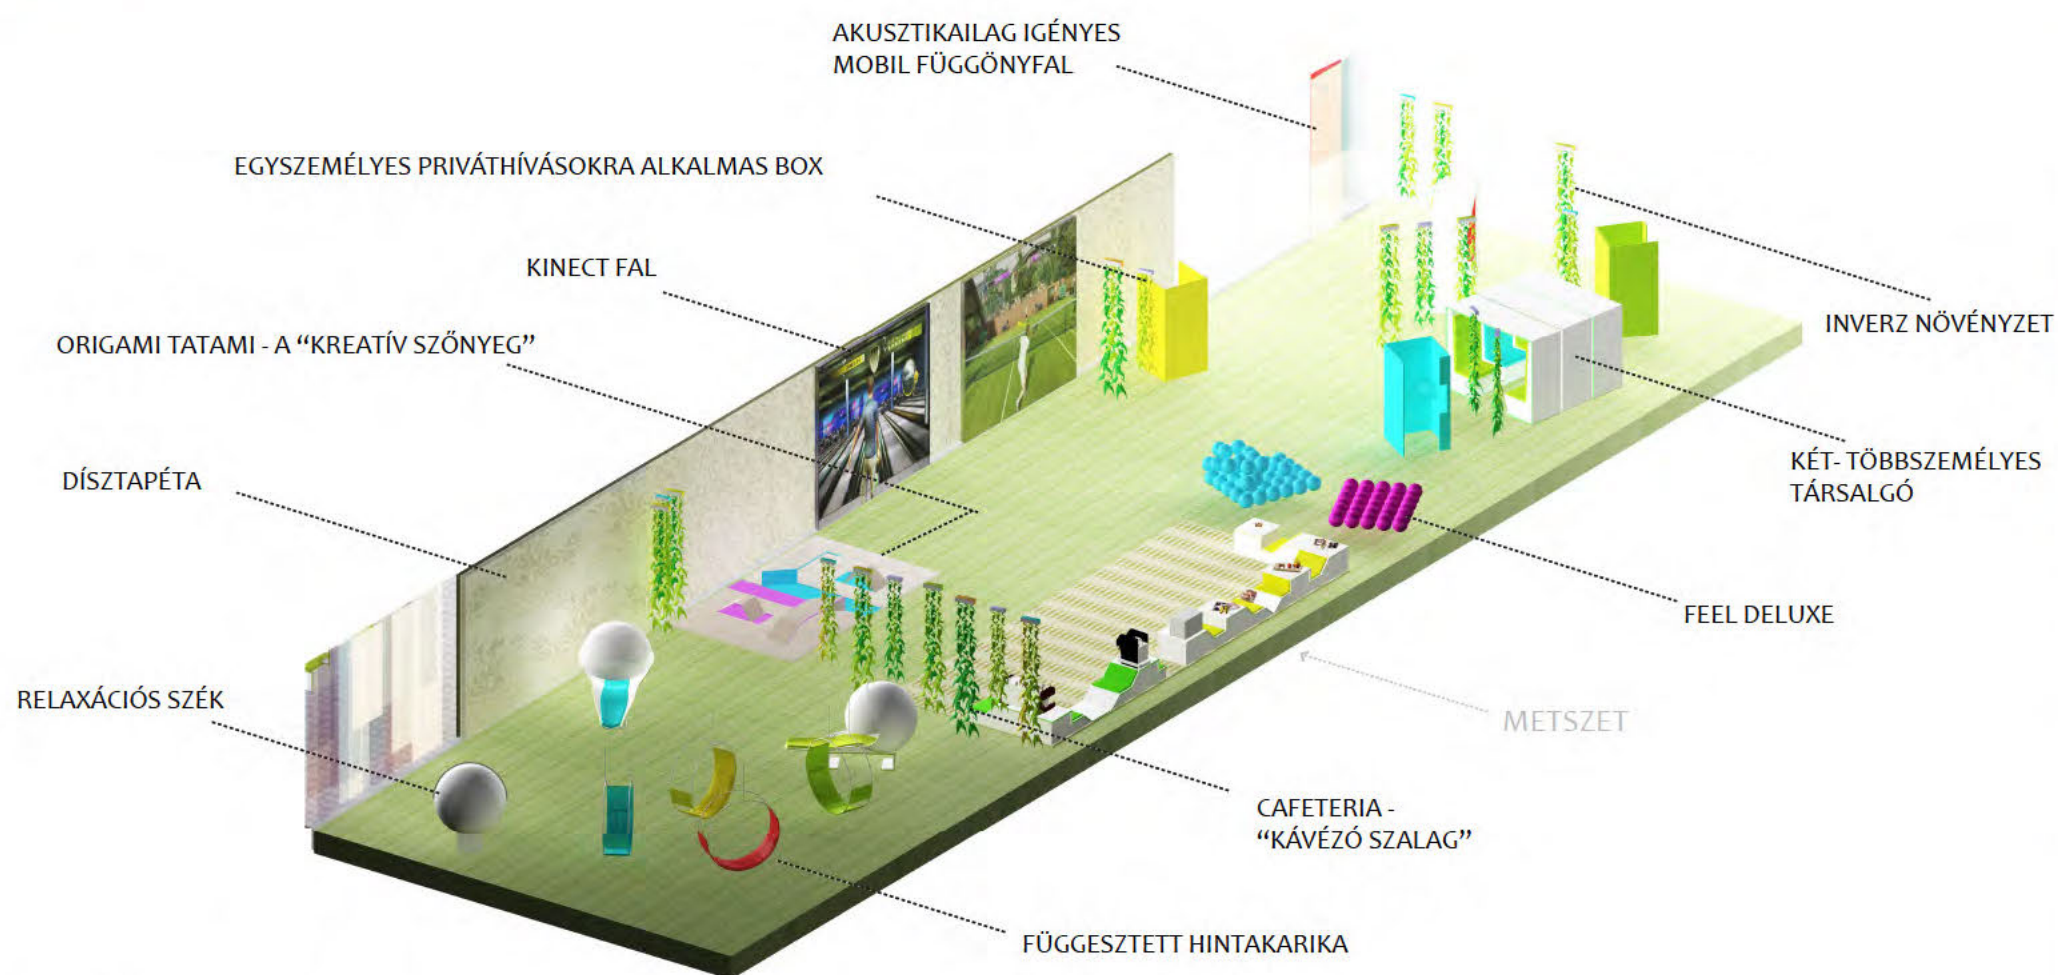 AKUSZTIKAILAG IGÉNYES
MOBIL FÜGGÖNYFAL
EGYSZEMÉLYES PRIVÁTHÍVÁSOKRA ALKALMAS BOX
KINECT FAL
ORIGAMI TATAMI - A “KREATÍV SZŐNYEG”
INVERZ NÖVÉNYZET
DÍSZTAPÉTA
KÉT- TÖBBSZEMÉLYES
TÁRSALGÓ
FEEL DELUXE
RELAXÁCIÓS SZÉK
METSZET
CAFETERIA -
“KÁVÉZÓ SZALAG”
FÜGGESZTETT HINTAKARIKA